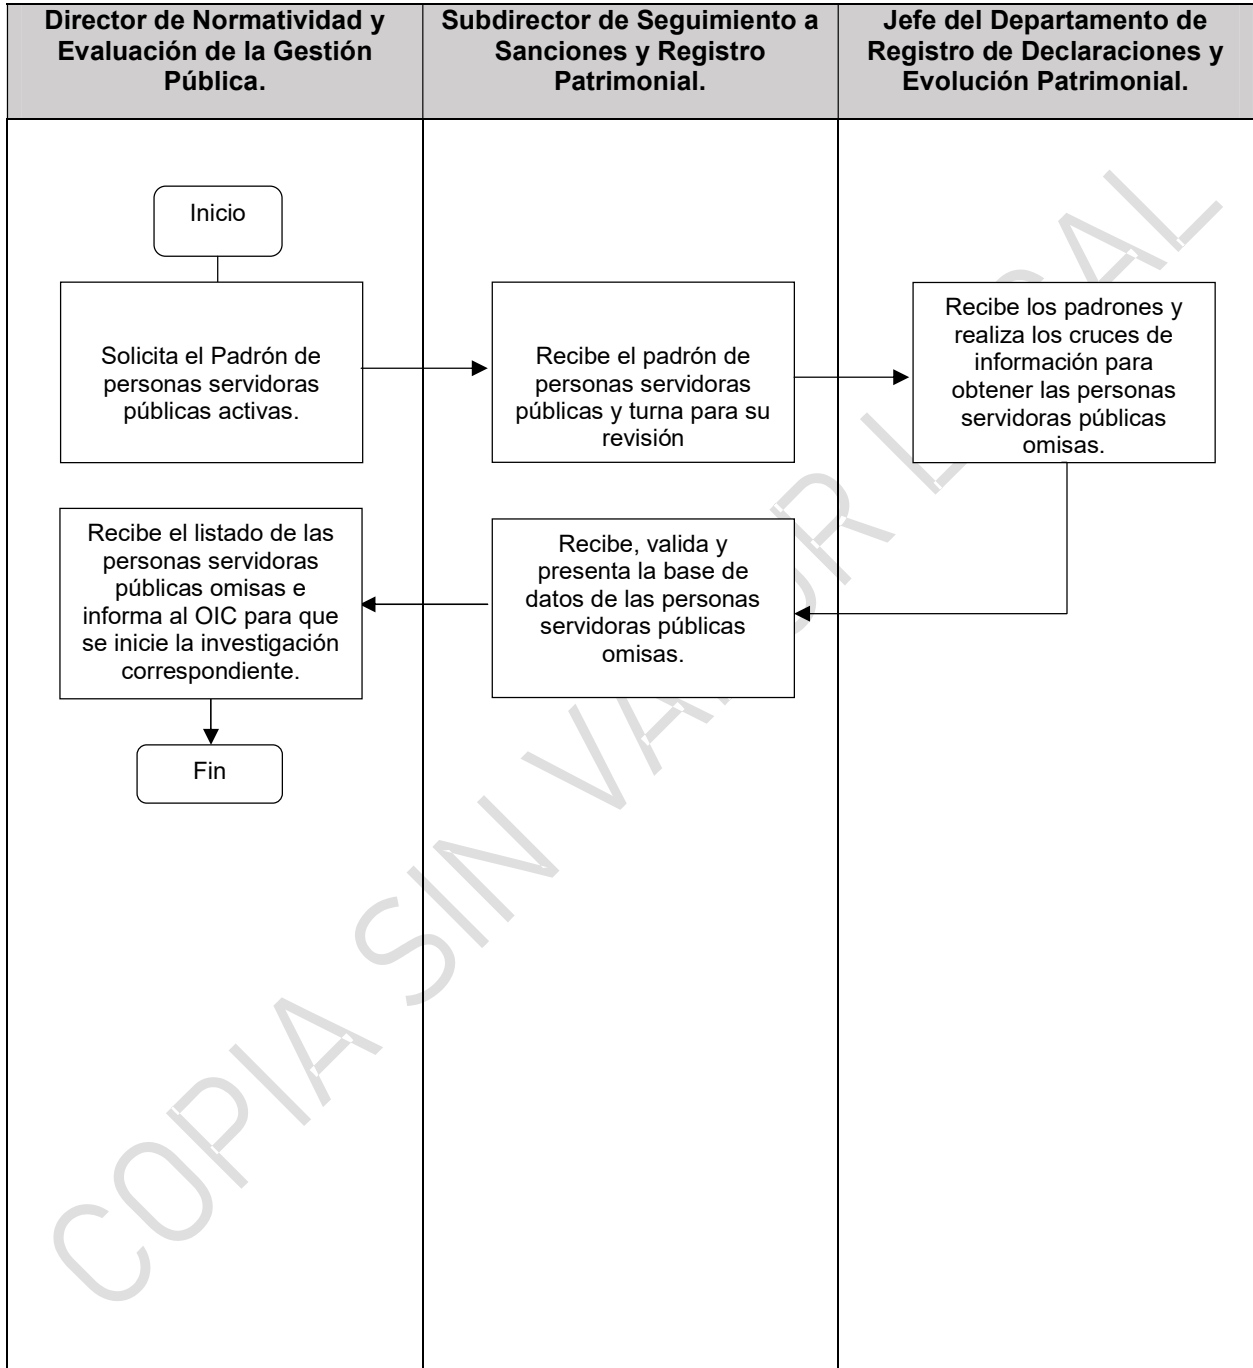 Director de Normatividad y
Evaluación de la Gestión
Pública.
Subdirector de Seguimiento a
Sanciones y Registro
Patrimonial.
Jefe del Departamento de
Registro de Declaraciones y
Evolución Patrimonial.
Inicio
Solicita el Padrón de
personas servidoras
públicas activas.
Recibe el padrón de
personas servidoras
públicas y turna para su
revisión
Recibe los padrones y
realiza los cruces de
información para
obtener las personas
servidoras públicas
omisas.
Recibe, valida y
presenta la base de
datos de las personas
servidoras públicas
omisas.
Recibe el listado de las
personas servidoras
públicas omisas e
informa al OIC para que
se inicie la investigación
correspondiente.
Fin
COPIA SIN VALOR LEGAL